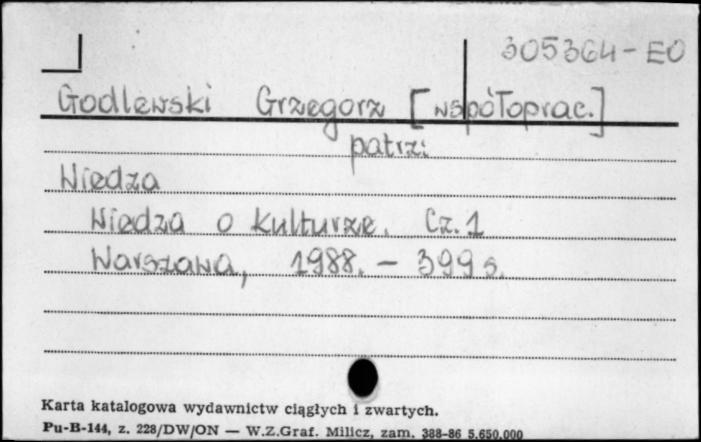 305364-EO
Godlewski Grzegorz [współoprac.]
patrz:
Wiedza
Wiedza o kulturze. Cz. 1
Warszawa, 1988. - 399 s.
Karta katalogowa wydawnictw ciągłych i zwartych.
Pu-B-144, z. 228/DW/ON — W.Z.Graf. Milicz, zam. 388-86 5.650.000